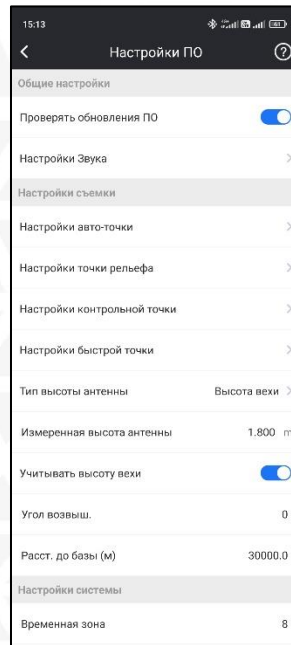 15:13
Настройки ПО
Общие настройки
Проверять обновления ПО
Настройки Звука
Настройки съемки
Настройки авто-точки
Настройки точки рельефа
Настройки контрольной точки
Настройки быстрой точки
Тип высоты антенны Высота вехи
Измеренная высота антенны 1.800 m
Учитывать высоту вехи
Угол возвыш. 0
Расст. до базы (м) 30000.0
Настройки системы
Временная зона 8